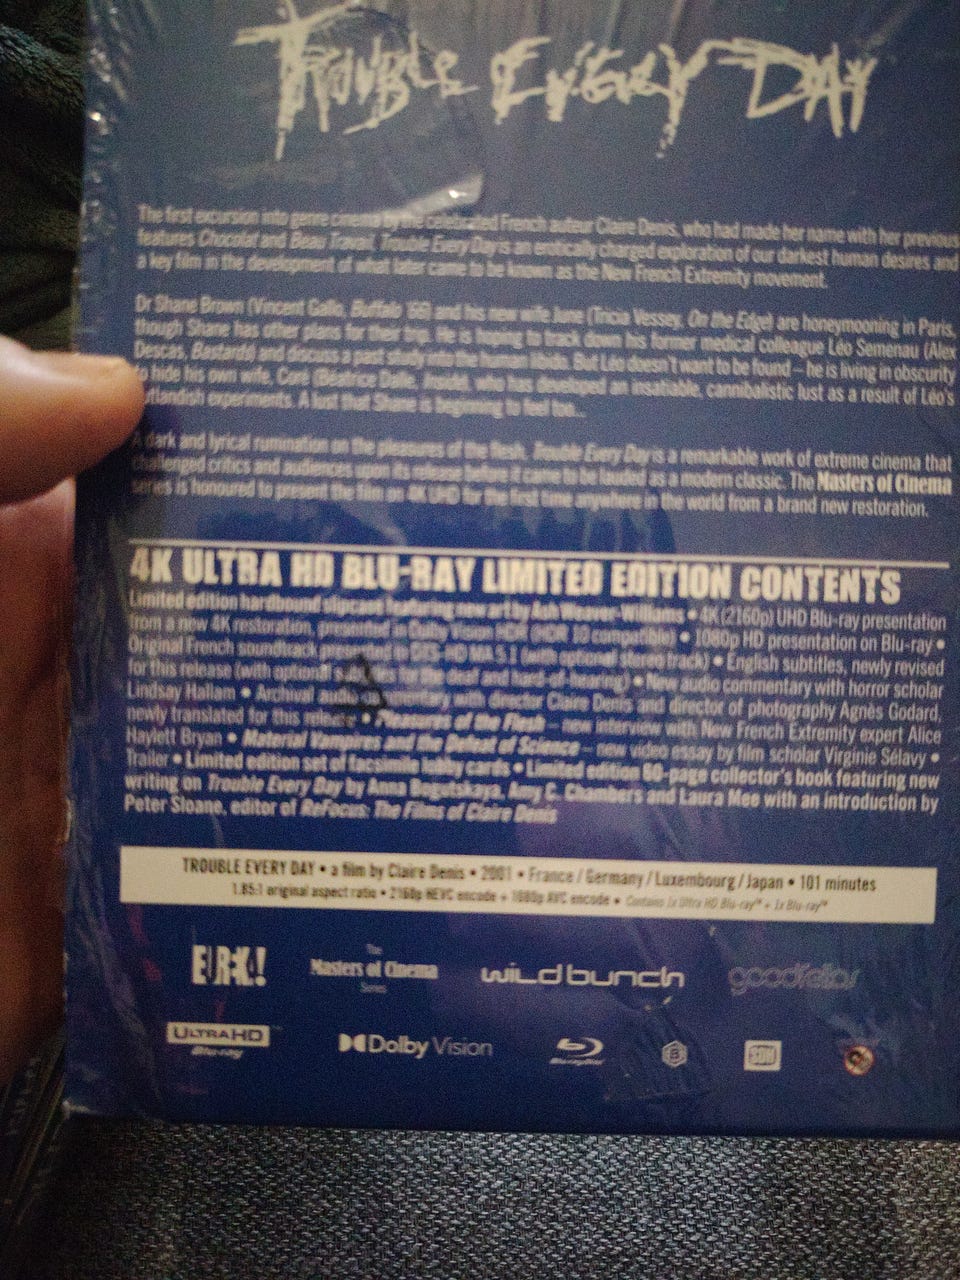 TROUBLE EVERY DAY
The first excursion into genre cinema by the celebrated French auteur Claire Denis, who had made her name with her previous
features Chocolat and Beau Travail, Trouble Every Day is an erotically charged exploration of our darkest human desires and
a key film in the development of what later came to be known as the New French Extremity movement.
Dr Shane Brown (Vincent Gallo, Buffalo '66) and his new wife June (Tricia Vessey, On the Edge) are honeymooning in Paris,
though Shane has other plans for their trip. He is hoping to track down his former medical colleague Léo Semenau (Alex
Descas, Bastards) and discuss a past study into the human libido. But Léo doesn't want to be found – he is living in obscurity
to hide his own wife, Coré (Béatrice Dalle, Inside), who has developed an insatiable, cannibalistic lust as a result of Léo's
outlandish experiments. A lust that Shane is beginning to feel too...
A dark and lyrical rumination on the pleasures of the flesh, Trouble Every Day is a remarkable work of extreme cinema that
challenged critics and audiences upon its release before it came to be lauded as a modern classic. The Masters of Cinema
series is honoured to present the film on 4K UHD for the first time anywhere in the world from a brand new restoration.
4K ULTRA HD BLU-RAY LIMITED EDITION CONTENTS
Limited edition hardbound slipcase featuring new art by Ash Weaver-Williams • 4K (2160p) UHD Blu-ray presentation
from a new 4K restoration, presented in Dolby Vision HDR (HDR 10 compatible) • 1080p HD presentation on Blu-ray •
Original French soundtrack presented in DTS-HD MA 5.1 (with optional stereo track) • English subtitles, newly revised
for this release (with optional for the deaf and hard-of-hearing) • New audio commentary with horror scholar
Lindsay Hallam • Archival audio commentary with director Claire Denis and director of photography Agnès Godard,
newly translated for this release • Pleasures of the Flesh – new interview with New French Extremity expert Alice
Haylett Bryan • Material Vampires and the Defeat of Science – new video essay by film scholar Virginie Sélavy •
Trailer • Limited edition set of facsimile lobby cards • Limited edition 60-page collector's book featuring new
writing on Trouble Every Day by Anna Bogutskaya, Amy C. Chambers and Laura Mee with an introduction by
Peter Sloane, editor of ReFocus: The Films of Claire Denis
TROUBLE EVERY DAY • a film by Claire Denis • 2001 • France / Germany / Luxembourg / Japan • 101 minutes
1.85:1 original aspect ratio • 2160p HEVC encode + 1080p AVC encode • Contains 1x Ultra HD Blu-ray™ + 1x Blu-ray™
EUREKA!
The
Masters of Cinema
Series
wild bunch
goodfellas
ULTRA HD
Blu-ray
Dolby Vision
Blu-ray Disc
B
SDH